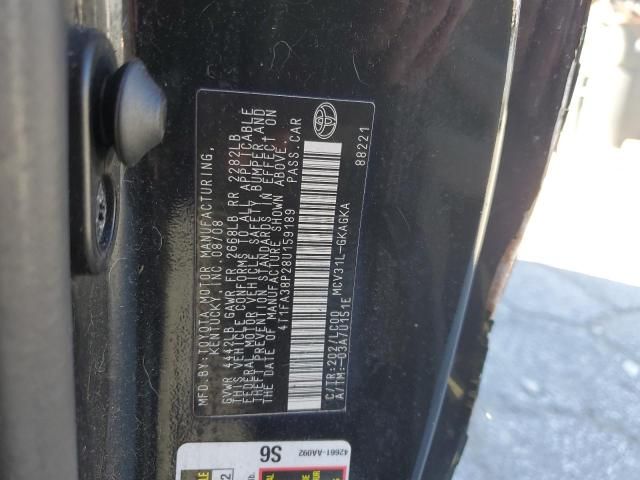 MFD.BY:TOYOTA MOTOR MANUFACTURING,
KENTUCKY, INC. 08/08
GVWR 4447LB GAWR FR 2668LB RR 2282LB
THIS VEHICLE CONFORMS TO ALL APPLICABLE
FEDERAL MOTOR VEHICLE SAFETY, BUMPER, AND
THEFT PREVENTION STANDARDS IN EFFECT ON
THE DATE OF MANUFACTURE SHOWN ABOVE.
4T1FA38P28U159189 PASS.CAR
C/TR:202/LC00 MCV31L-GKAGKA
A/TM:-03A/U151E 88221
S6
42661-AA092